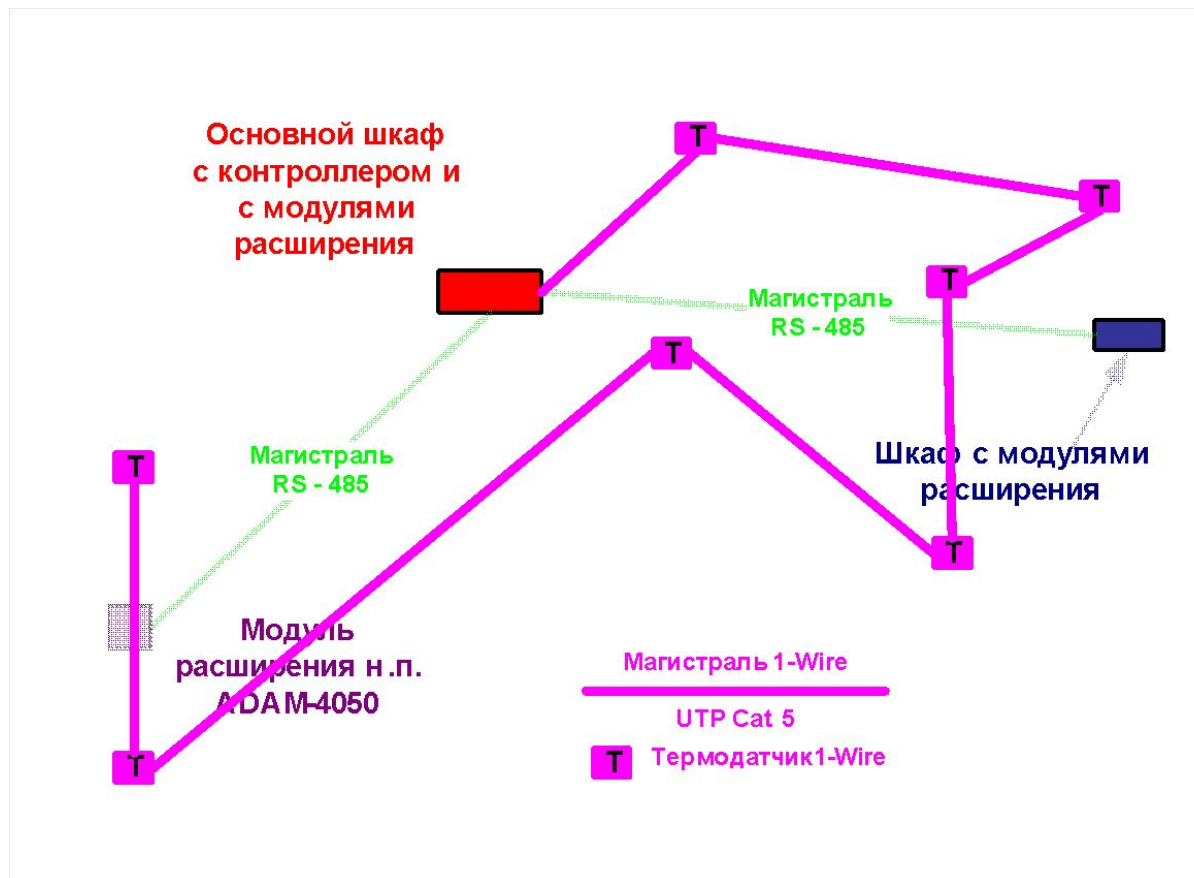 Основной шкаф
с контроллером и
с модулями
расширения
Т
Т
Т
Магистраль
RS - 485
Т
Магистраль
RS - 485
Т
Шкаф с модулями
расширения
Т
Модуль
расширения н.п.
ADAM-4050
Т
Магистраль 1-Wire
UTP Cat 5
Т Термодатчик1-Wire